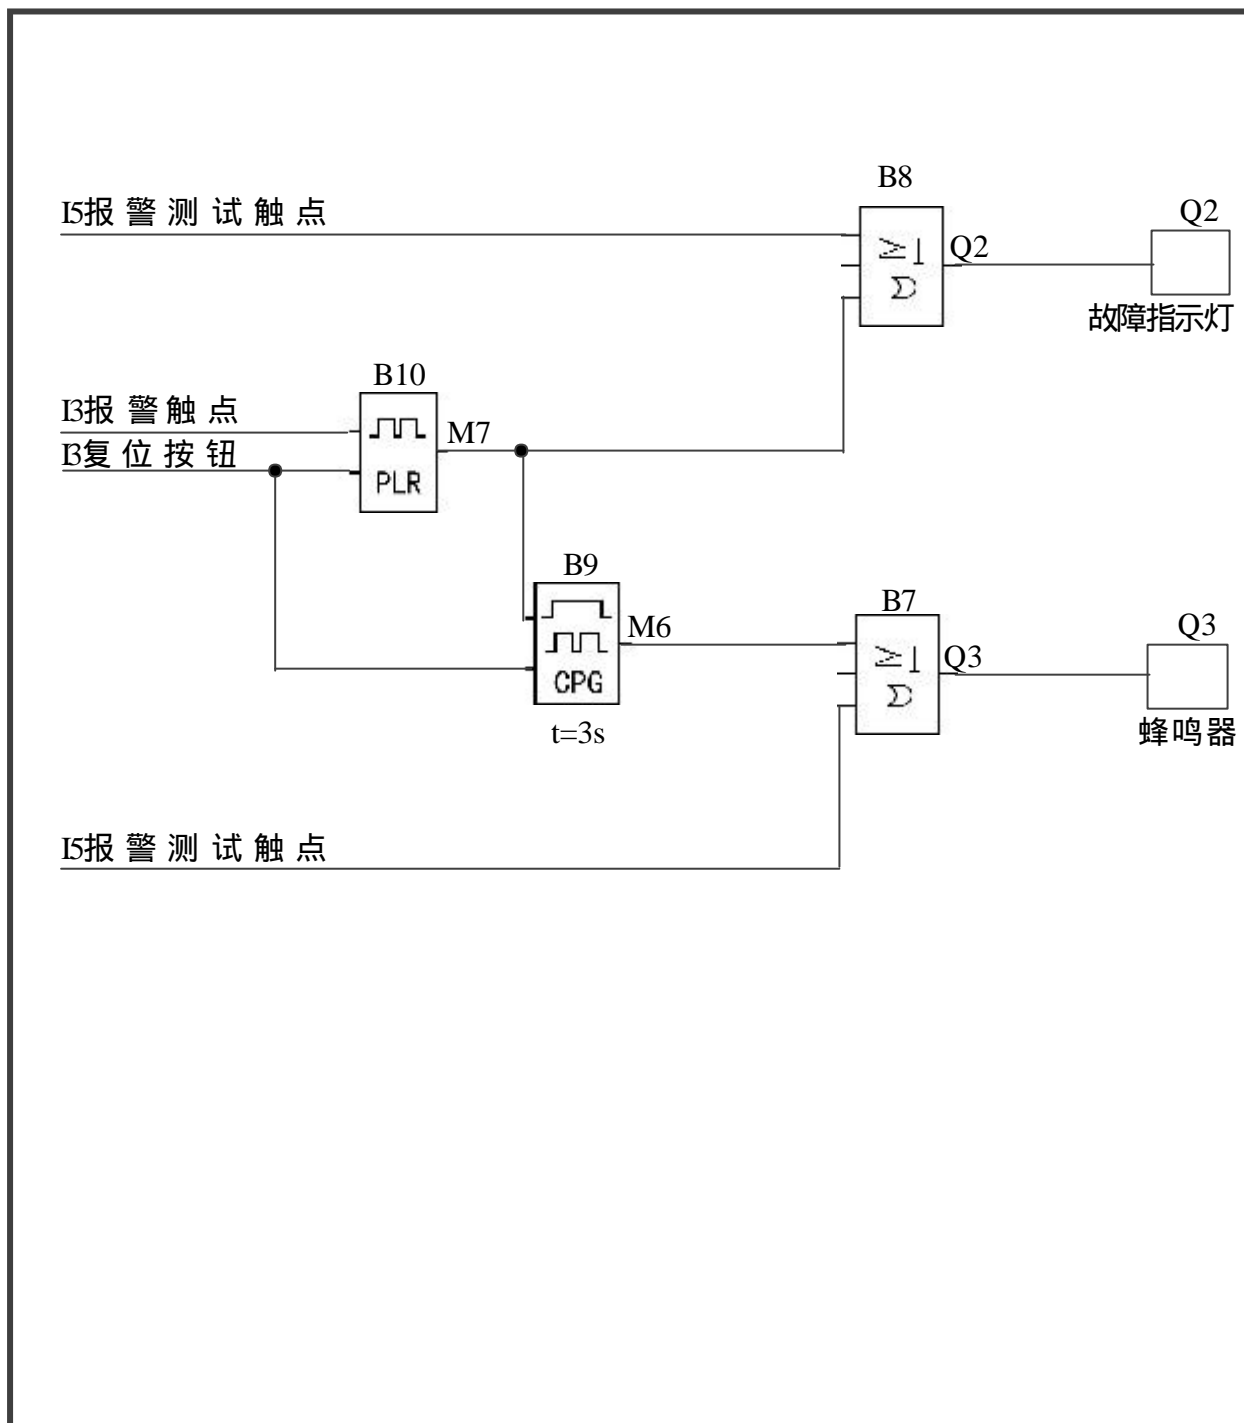 B8
I5报警测试触点
Q2
Q2
≥1
Σ
故障指示灯
B10
I3报警触点
M7
I3复位按钮
PLR
B9
B7
M6
Q3
≥1
Q3
CPG
Σ
t=3s
蜂鸣器
I5报警测试触点